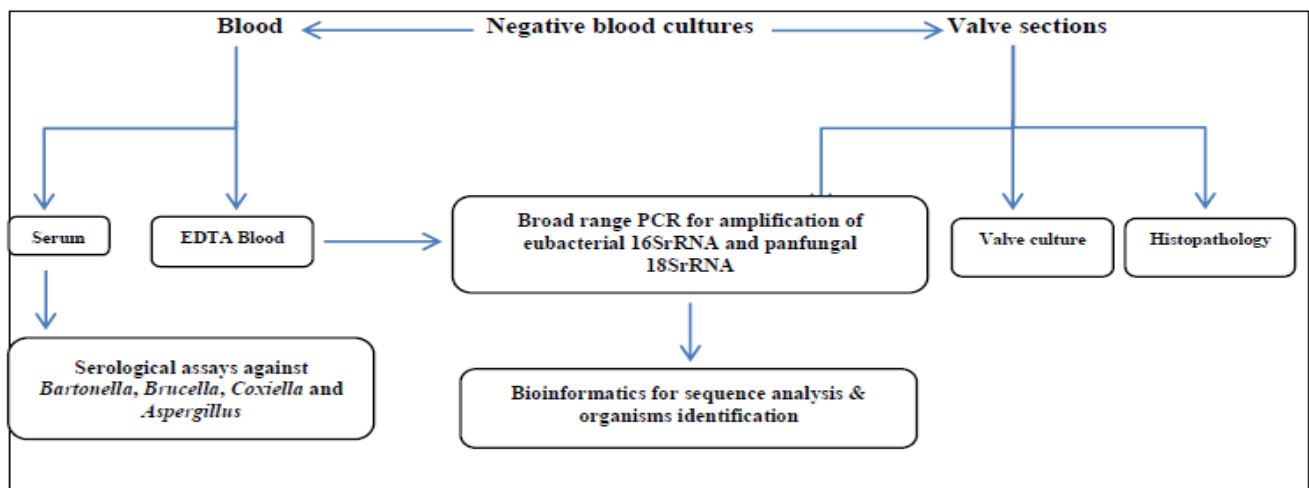 Blood
Negative blood cultures
Valve sections
Serum
EDTA Blood
Broad range PCR for amplification of
eubacterial 16SrRNA and panfungal
18SrRNA
Valve culture
Histopathology
Serological assays against
Bartonella, Brucella, Coxiella and
Aspergillus
Bioinformatics for sequence analysis &
organisms identification